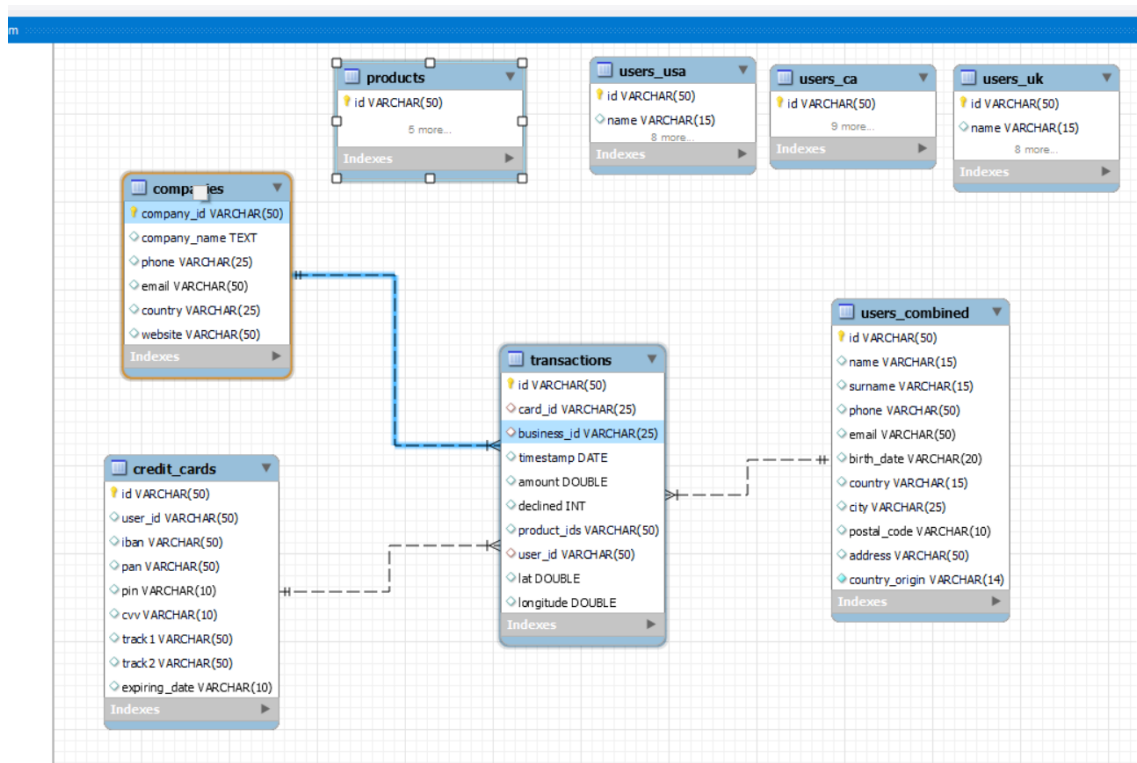 m
products
id VARCHAR(50)
5 more...
Indexes
users_usa
id VARCHAR(50)
name VARCHAR(15)
8 more...
Indexes
users_ca
id VARCHAR(50)
9 more...
Indexes
users_uk
id VARCHAR(50)
name VARCHAR(15)
8 more...
Indexes
companies
company_id VARCHAR(50)
company_name TEXT
phone VARCHAR(25)
email VARCHAR(50)
country VARCHAR(25)
website VARCHAR(50)
Indexes
credit_cards
id VARCHAR(50)
user_id VARCHAR(50)
iban VARCHAR(50)
pan VARCHAR(50)
pin VARCHAR(10)
cvv VARCHAR(10)
track1 VARCHAR(50)
track2 VARCHAR(50)
expiring_date VARCHAR(10)
Indexes
transactions
id VARCHAR(50)
card_id VARCHAR(25)
business_id VARCHAR(25)
timestamp DATE
amount DOUBLE
declined INT
product_ids VARCHAR(50)
user_id VARCHAR(50)
lat DOUBLE
longitude DOUBLE
Indexes
users_combined
id VARCHAR(50)
name VARCHAR(15)
surname VARCHAR(15)
phone VARCHAR(50)
email VARCHAR(50)
birth_date VARCHAR(20)
country VARCHAR(15)
city VARCHAR(25)
postal_code VARCHAR(10)
address VARCHAR(50)
country_origin VARCHAR(14)
Indexes